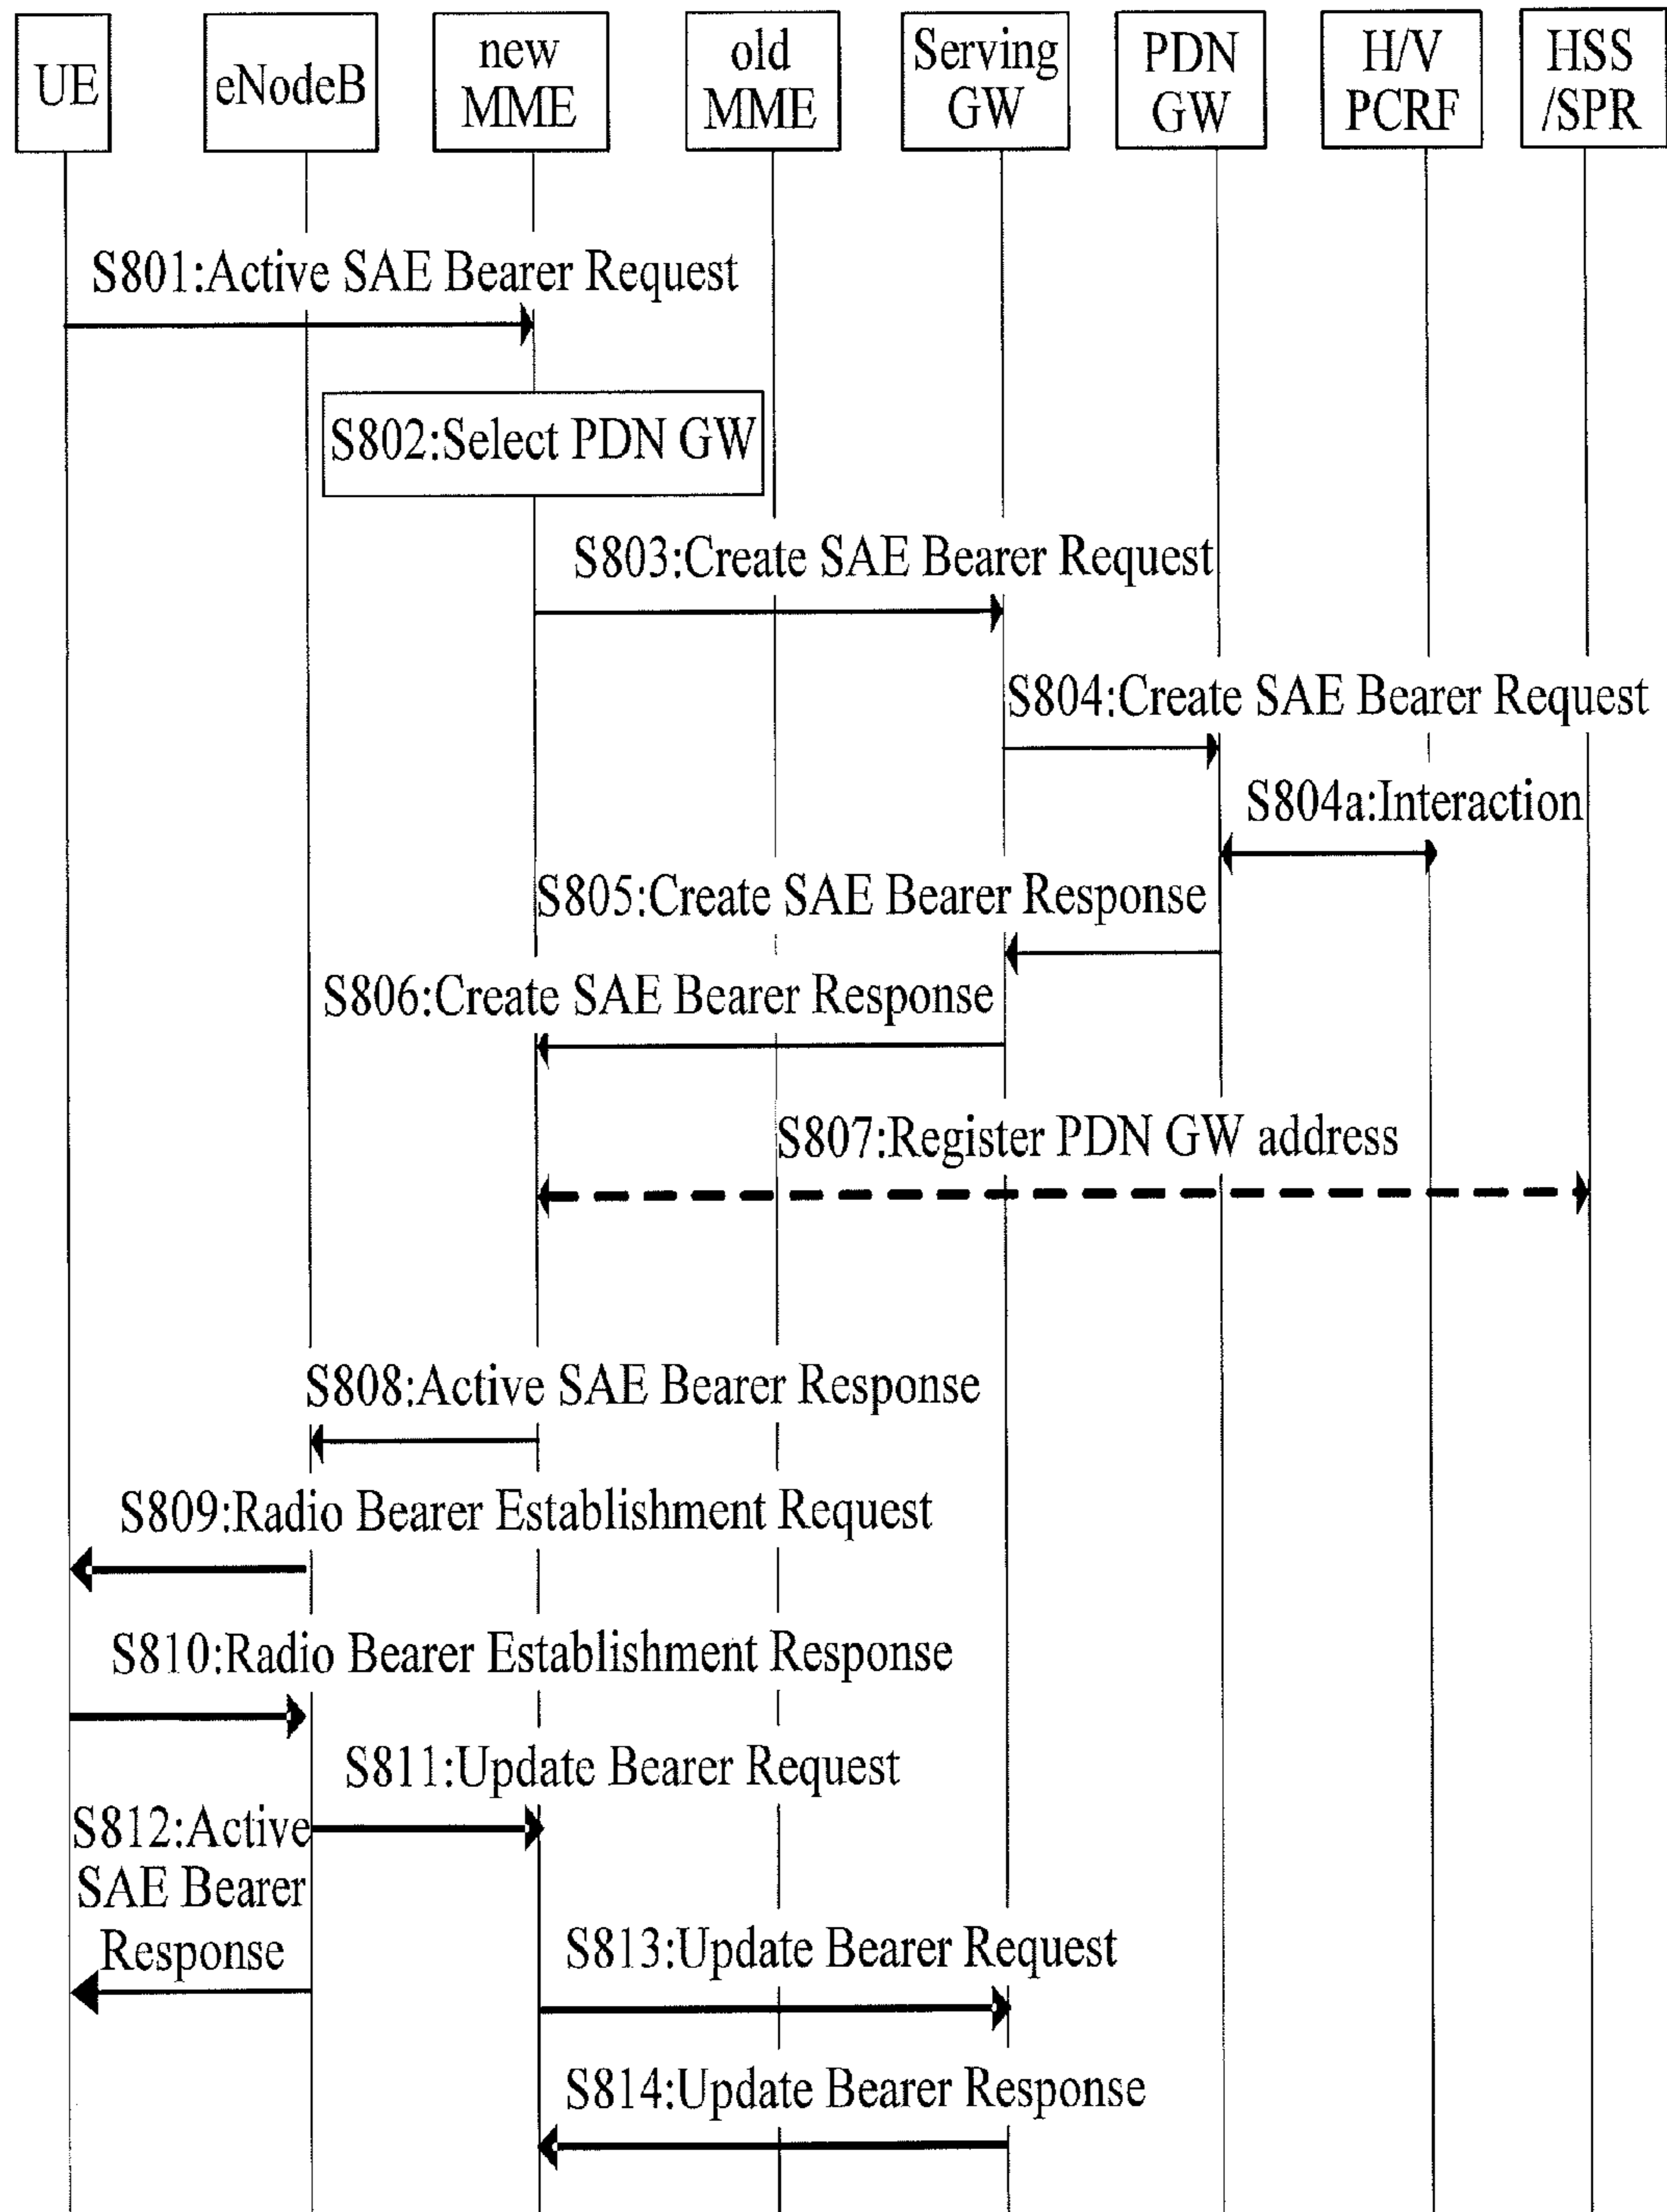 UE
eNodeB
new
MME
old
MME
Serving
GW
PDN
GW
H/V
PCRF
HSS
/SPR
S801:Active SAE Bearer Request
S802:Select PDN GW
S803:Create SAE Bearer Request
S804:Create SAE Bearer Request
S804a:Interaction
S805:Create SAE Bearer Response
S806:Create SAE Bearer Response
S807:Register PDN GW address
S808:Active SAE Bearer Response
S809:Radio Bearer Establishment Request
S810:Radio Bearer Establishment Response
S811:Update Bearer Request
S812:Active
SAE Bearer
Response
S813:Update Bearer Request
S814:Update Bearer Response